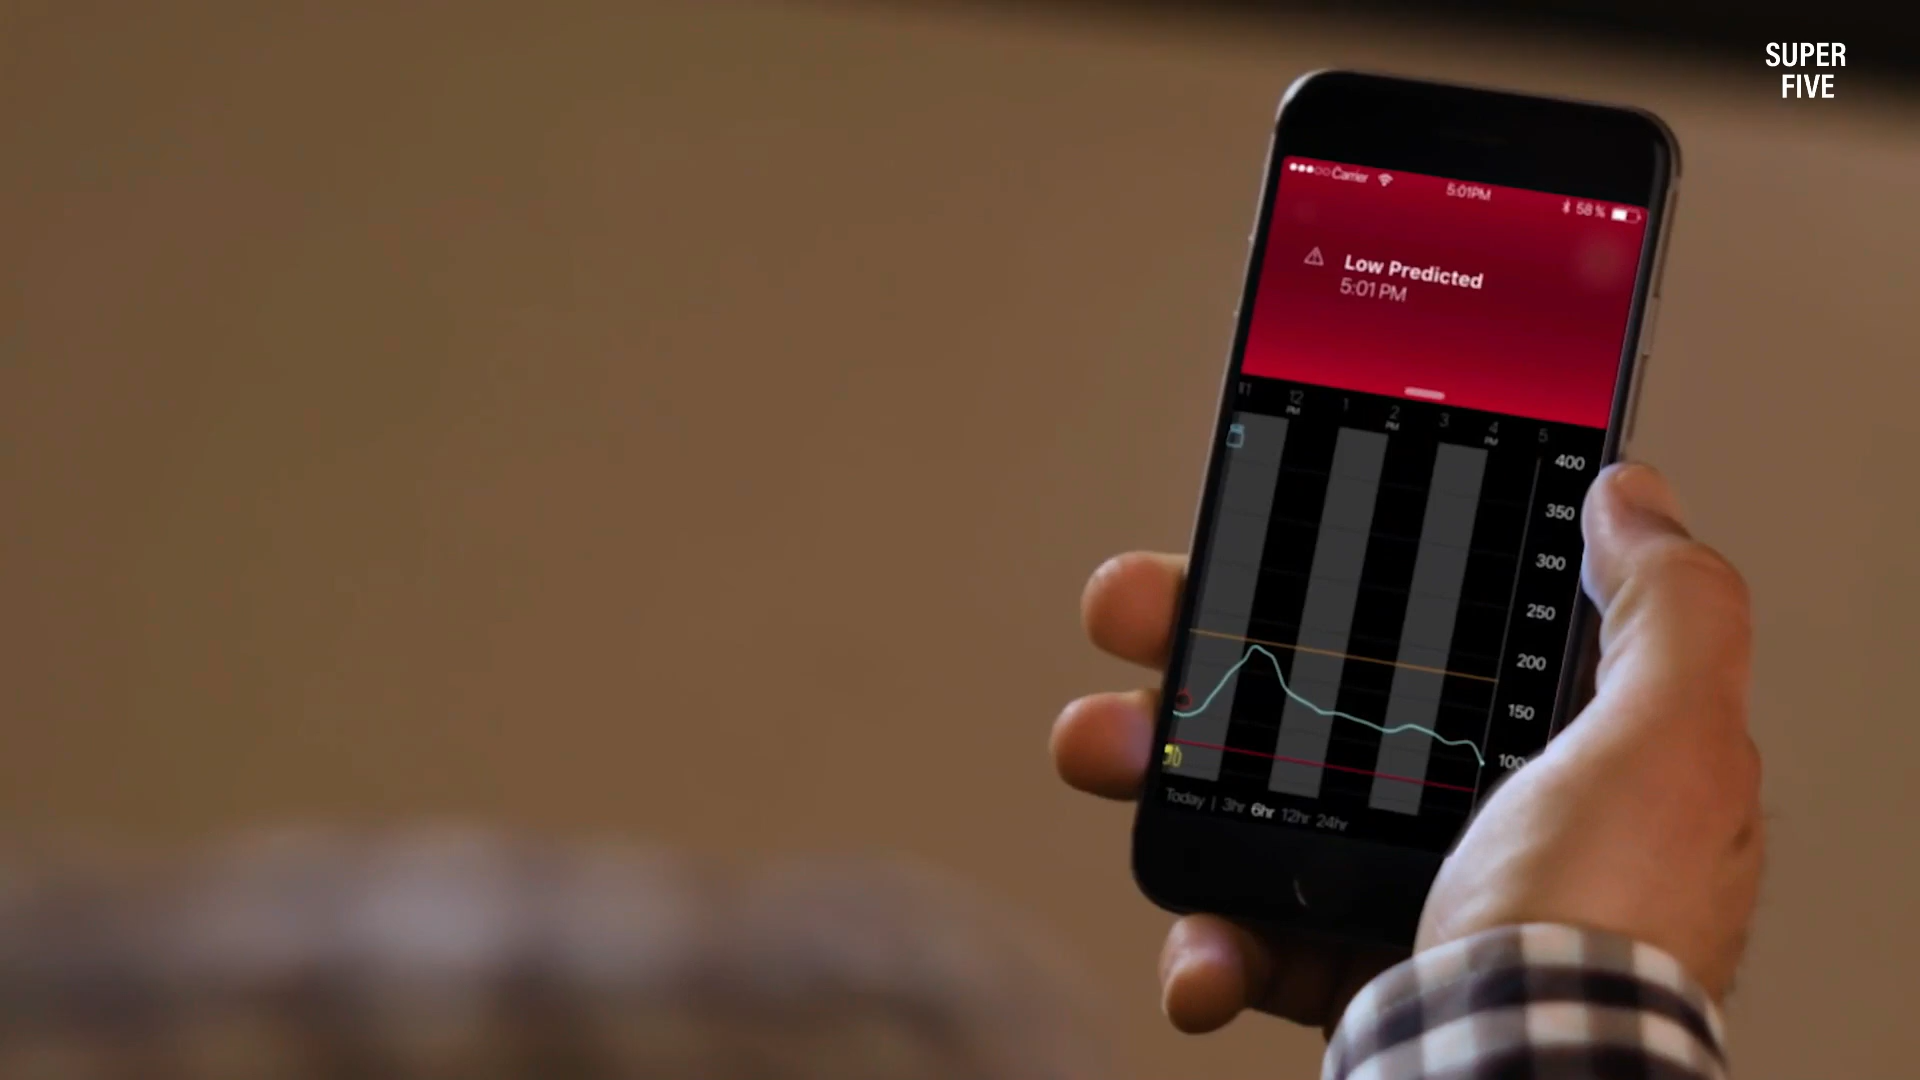 SUPER
FIVE
Carrier
5:01PM
58%
Low Predicted
5:01 PM
11 12 1 2 3 4 5
PM PM PM
400
350
300
250
200
150
100
Today | 3hr 6hr 12hr 24hr